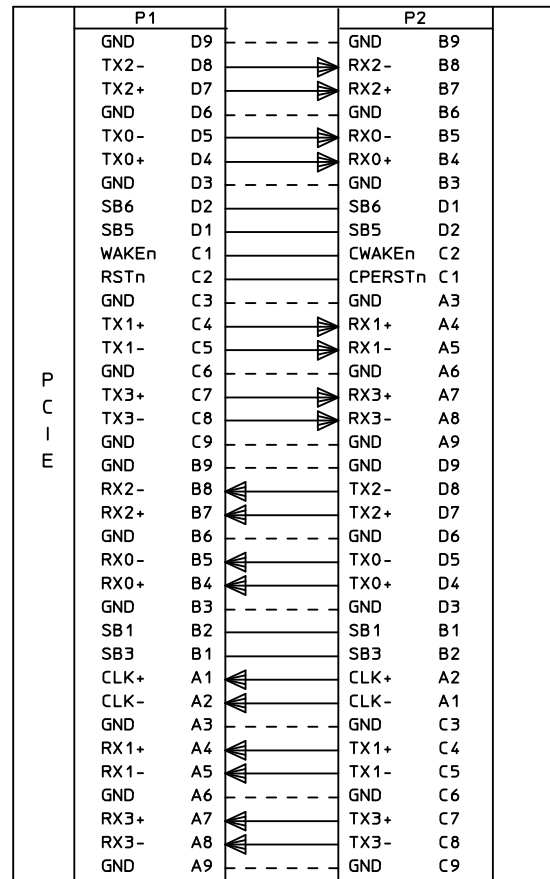 P1 P2
GND D9 GND B9
TX2- D8 RX2- B8
TX2+ D7 RX2+ B7
GND D6 GND B6
TX0- D5 RX0- B5
TX0+ D4 RX0+ B4
GND D3 GND B3
SB6 D2 SB6 D1
SB5 D1 SB5 D2
WAKEn C1 CWAKEn C2
RSTn C2 CPERSTn C1
GND C3 GND A3
TX1+ C4 RX1+ A4
TX1- C5 RX1- A5
GND C6 GND A6
TX3+ C7 RX3+ A7
TX3- C8 RX3- A8
GND C9 GND A9
GND B9 GND D9
RX2- B8 TX2- D8
RX2+ B7 TX2+ D7
GND B6 GND D6
RX0- B5 TX0- D5
RX0+ B4 TX0+ D4
GND B3 GND D3
SB1 B2 SB1 B1
SB3 B1 SB3 B2
CLK+ A1 CLK+ A2
CLK- A2 CLK- A1
GND A3 GND C3
RX1+ A4 TX1+ C4
RX1- A5 TX1- C5
GND A6 GND C6
RX3+ A7 TX3+ C7
RX3- A8 TX3- C8
GND A9 GND C9
PCIE